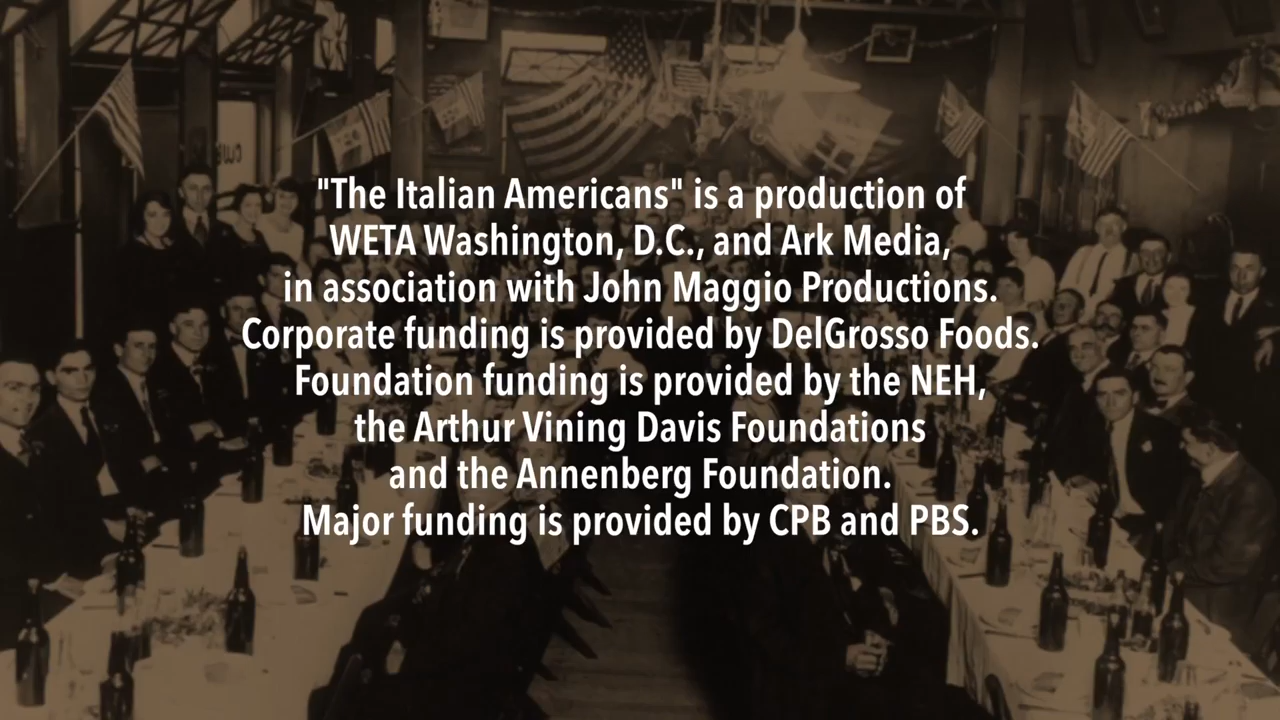 "The Italian Americans" is a production of
WETA Washington, D.C., and Ark Media,
in association with John Maggio Productions.
Corporate funding is provided by DelGrosso Foods.
Foundation funding is provided by the NEH,
the Arthur Vining Davis Foundations
and the Annenberg Foundation.
Major funding is provided by CPB and PBS.